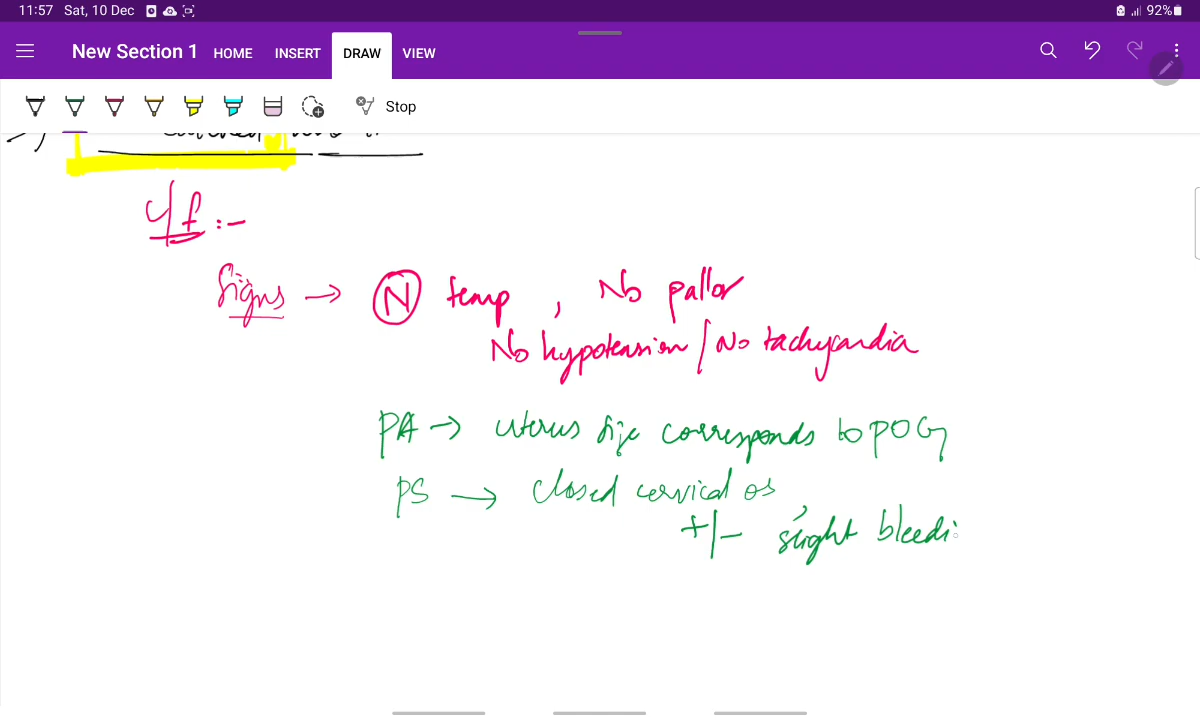 11:57 Sat, 10 Dec 92%
New Section 1 HOME INSERT DRAW VIEW
Stop
C/f :-
Signs → N temp , No pallor
No hypotension / No tachycardia
PA → uterus size corresponds to POG
PS → closed cervical os ,
+/- slight bleedi